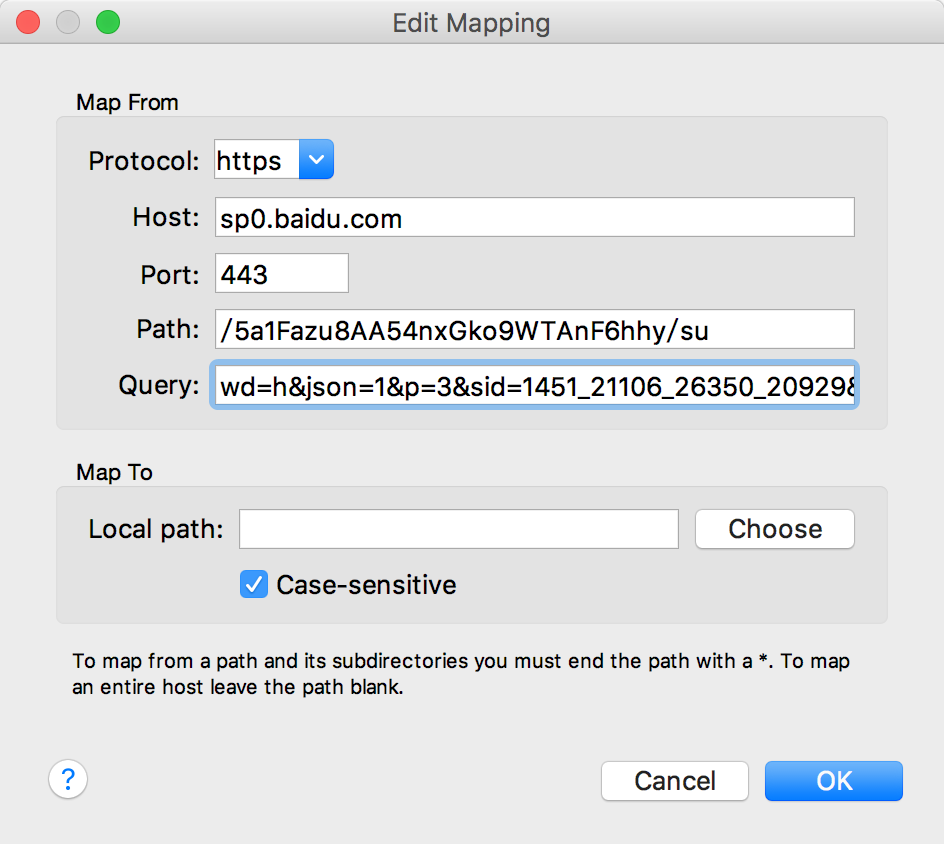 Edit Mapping
Map From
Protocol: https
Host: sp0.baidu.com
Port: 443
Path: /5a1Fazu8AA54nxGko9WTAnF6hhy/su
Query: wd=h&json=1&p=3&sid=1451_21106_26350_20929&
Map To
Local path: Choose
Case-sensitive
To map from a path and its subdirectories you must end the path with a *. To map
an entire host leave the path blank.
? Cancel OK